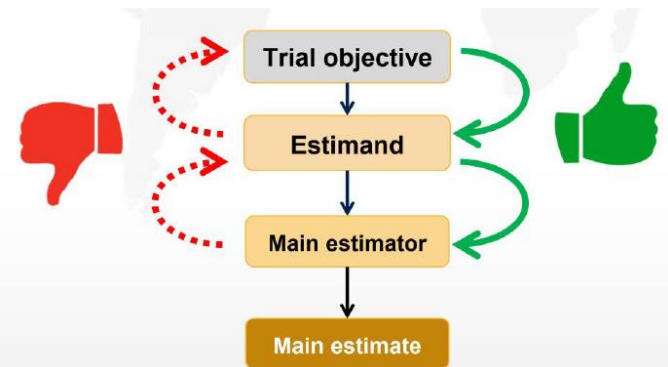 Trial objective
Estimand
Main estimator
Main estimate